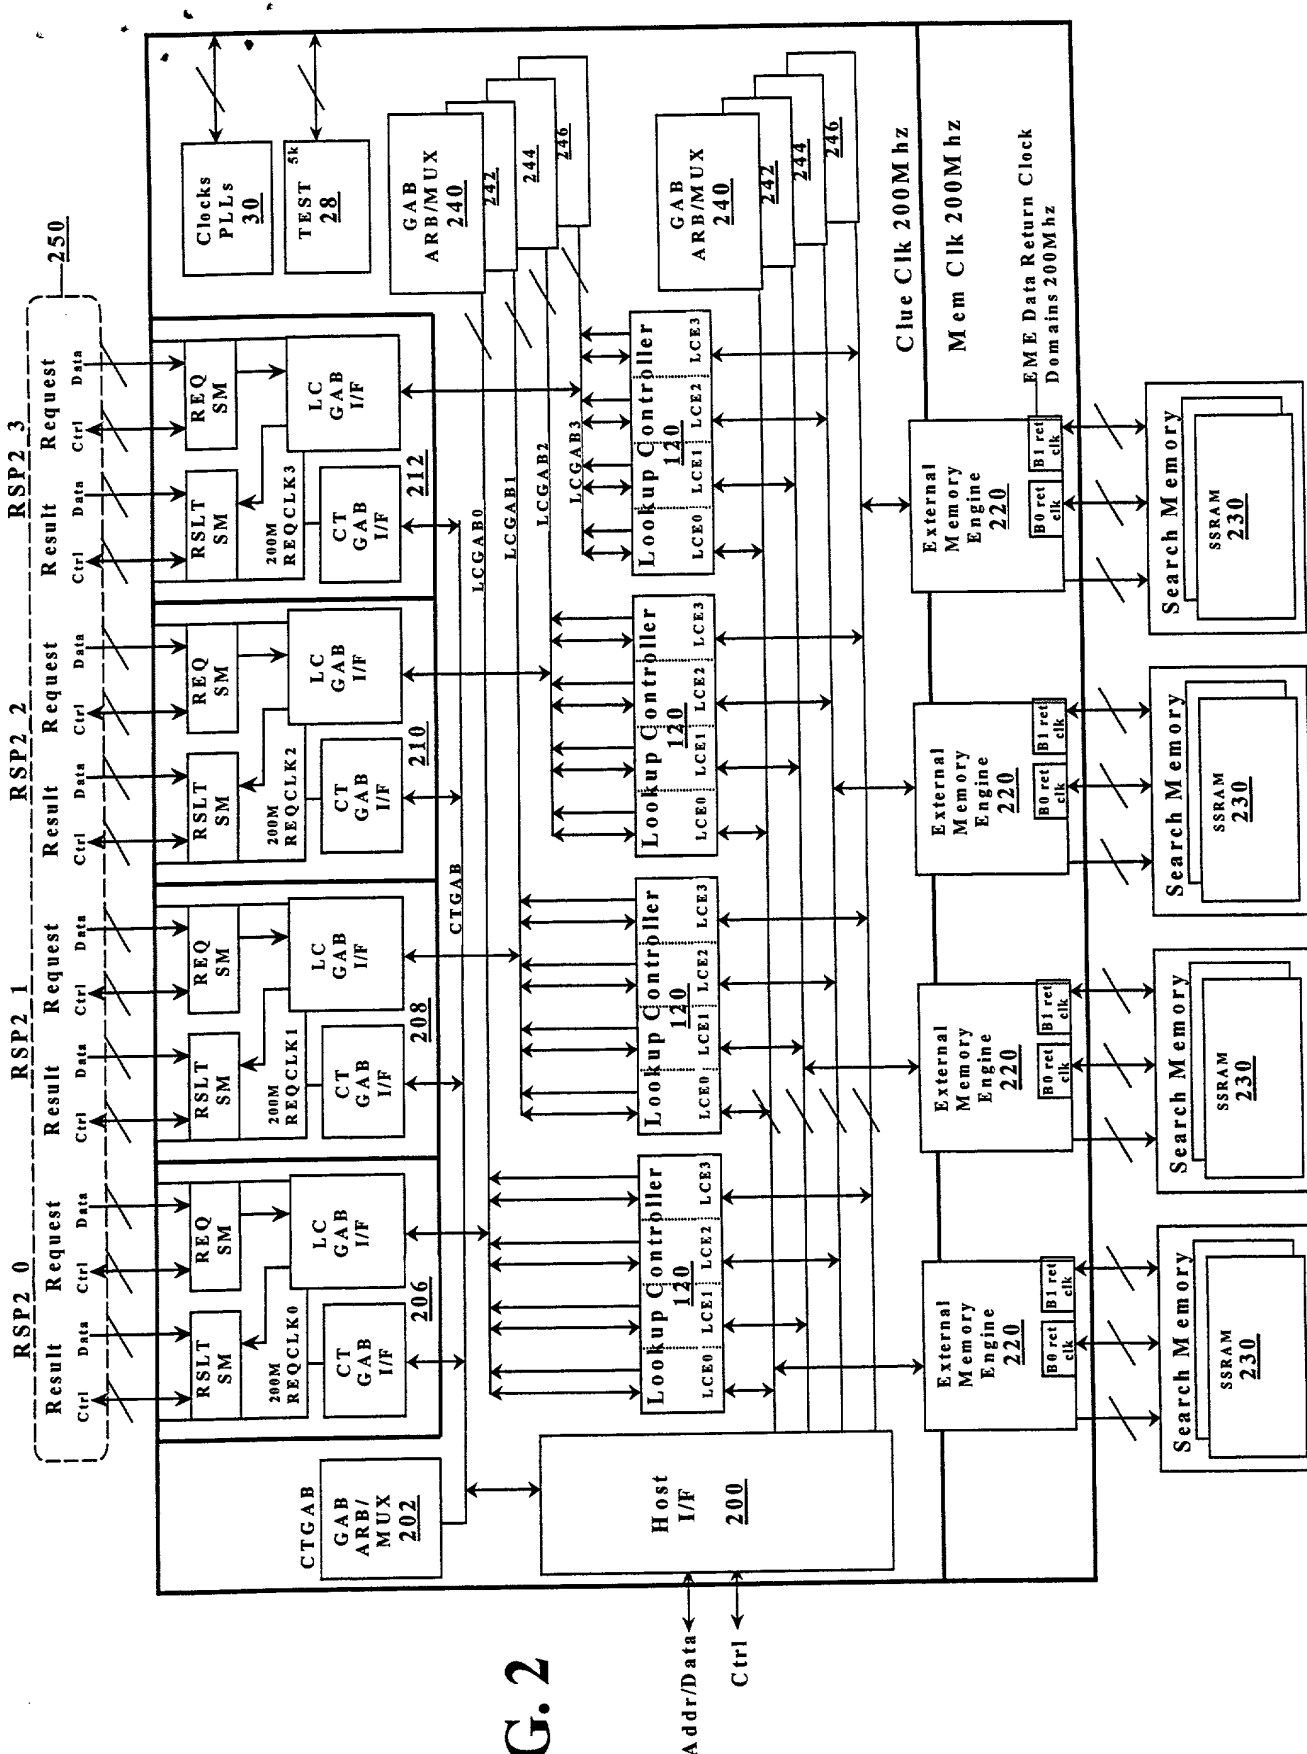 RSP2_0
RSP2_1
RSP2_2
RSP2_3
250
Result
Request
Result
Request
Result
Request
Result
Request
Ctrl
Data
Ctrl
Data
Ctrl
Data
Ctrl
Data
Ctrl
Data
Ctrl
Data
Ctrl
Data
Ctrl
Data
RSLT
SM
REQ
SM
200M
REQCLK0
LC
GAB
I/F
CT
GAB
I/F
206
RSLT
SM
REQ
SM
200M
REQCLK1
LC
GAB
I/F
CT
GAB
I/F
208
RSLT
SM
REQ
SM
200M
REQCLK2
LC
GAB
I/F
CT
GAB
I/F
210
RSLT
SM
REQ
SM
200M
REQCLK3
LC
GAB
I/F
CT
GAB
I/F
212
Clocks
PLLs
30
TEST
28
5k
CTGAB
GAB
ARB/
MUX
202
CTGAB
LCGAB0
LCGAB1
LCGAB2
LCGAB3
GAB
ARB/MUX
240
242
244
246
GAB
ARB/MUX
240
242
244
246
Lookup Controller
120
LCE0 LCE1 LCE2 LCE3
Lookup Controller
120
LCE0 LCE1 LCE2 LCE3
Lookup Controller
120
LCE0 LCE1 LCE2 LCE3
Lookup Controller
120
LCE0 LCE1 LCE2 LCE3
Host
I/F
200
Addr/Data
Ctrl
Clue Clk 200Mhz
Mem Clk 200Mhz
EME Data Return Clock
Domains 200Mhz
External
Memory
Engine
220
B0 ret
clk
B1 ret
clk
External
Memory
Engine
220
B0 ret
clk
B1 ret
clk
External
Memory
Engine
220
B0 ret
clk
B1 ret
clk
External
Memory
Engine
220
B0 ret
clk
B1 ret
clk
Search Memory
SSRAM
230
Search Memory
SSRAM
230
Search Memory
SSRAM
230
Search Memory
SSRAM
230
G. 2